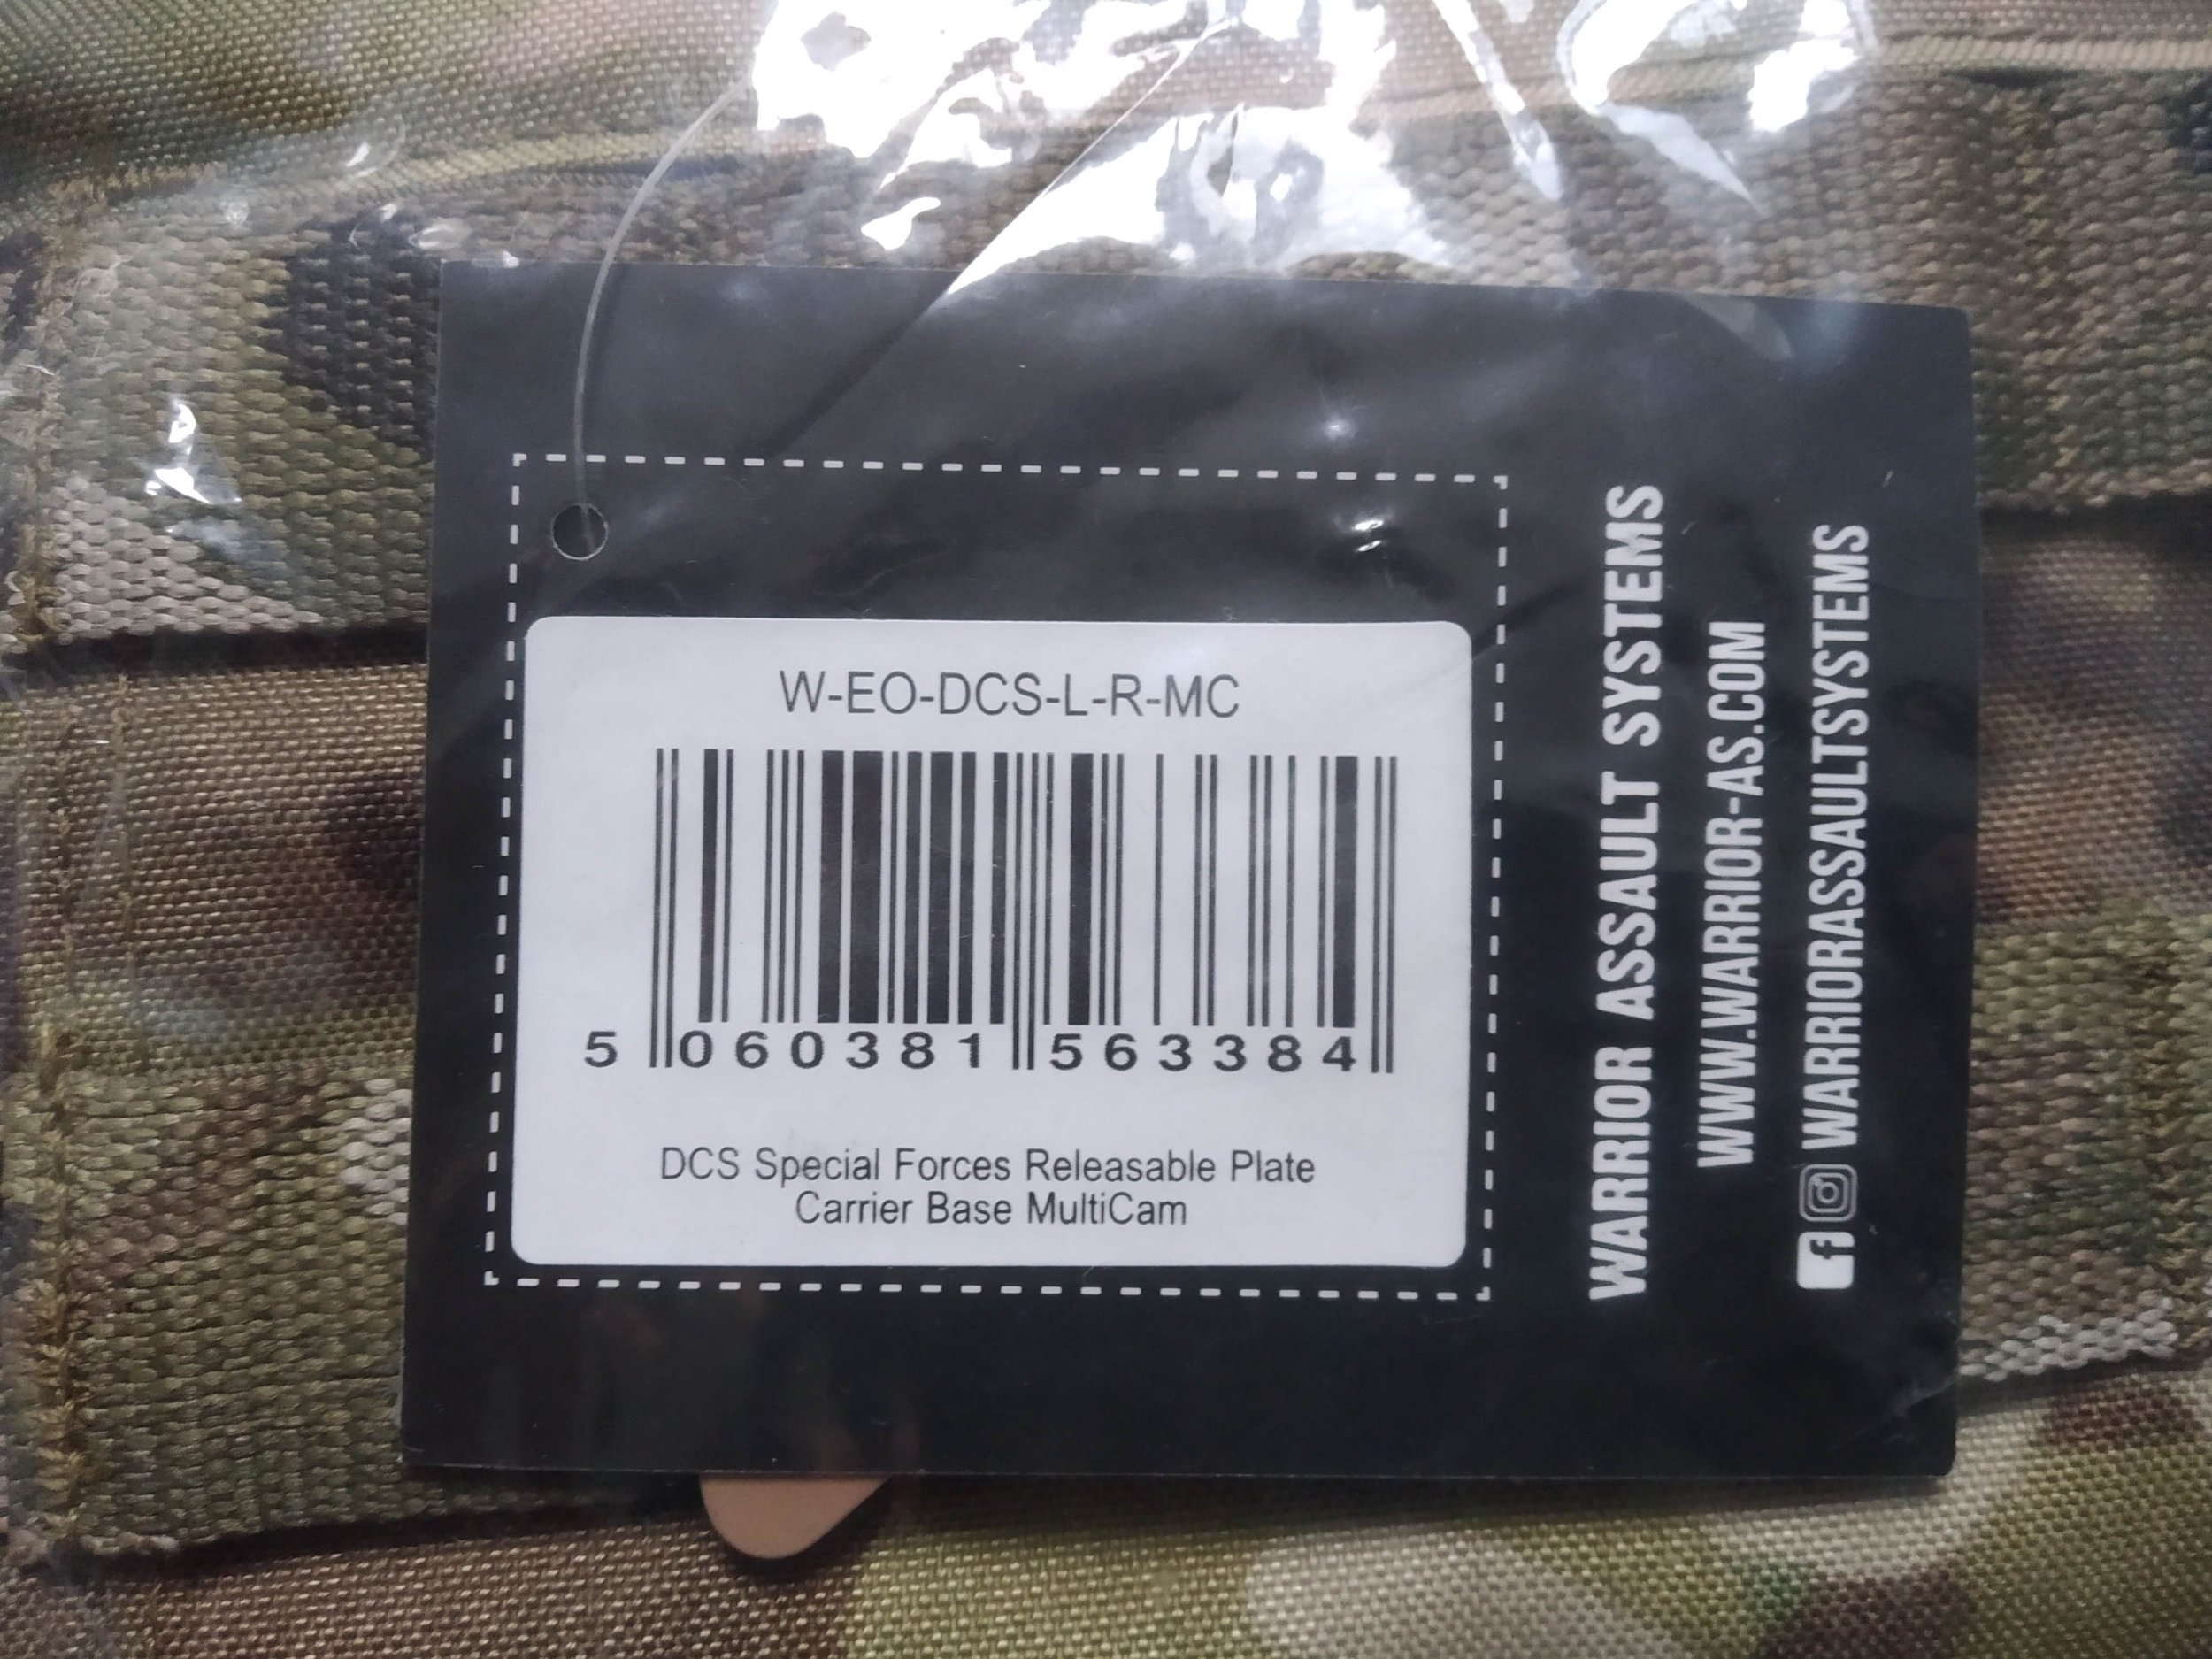 W-EO-DCS-L-R-MC
5 060381 563384
DCS Special Forces Releasable Plate
Carrier Base MultiCam
WARRIOR ASSAULT SYSTEMS
WWW.WARRIOR-AS.COM
WARRIORASSAULTSYSTEMS